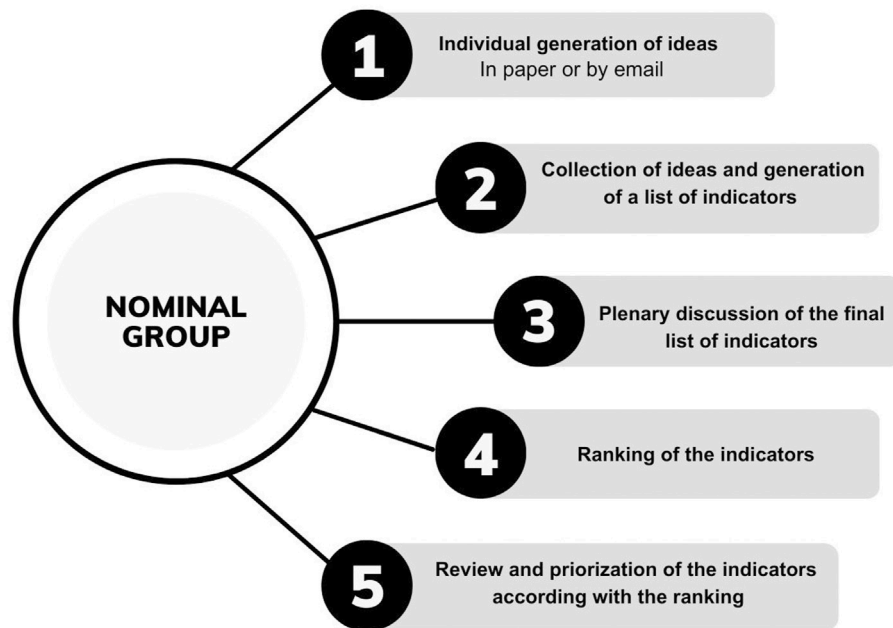 NOMINAL
GROUP
1
Individual generation of ideas
In paper or by email
2
Collection of ideas and generation
of a list of indicators
3
Plenary discussion of the final
list of indicators
4
Ranking of the indicators
5
Review and priorization of the indicators
according with the ranking